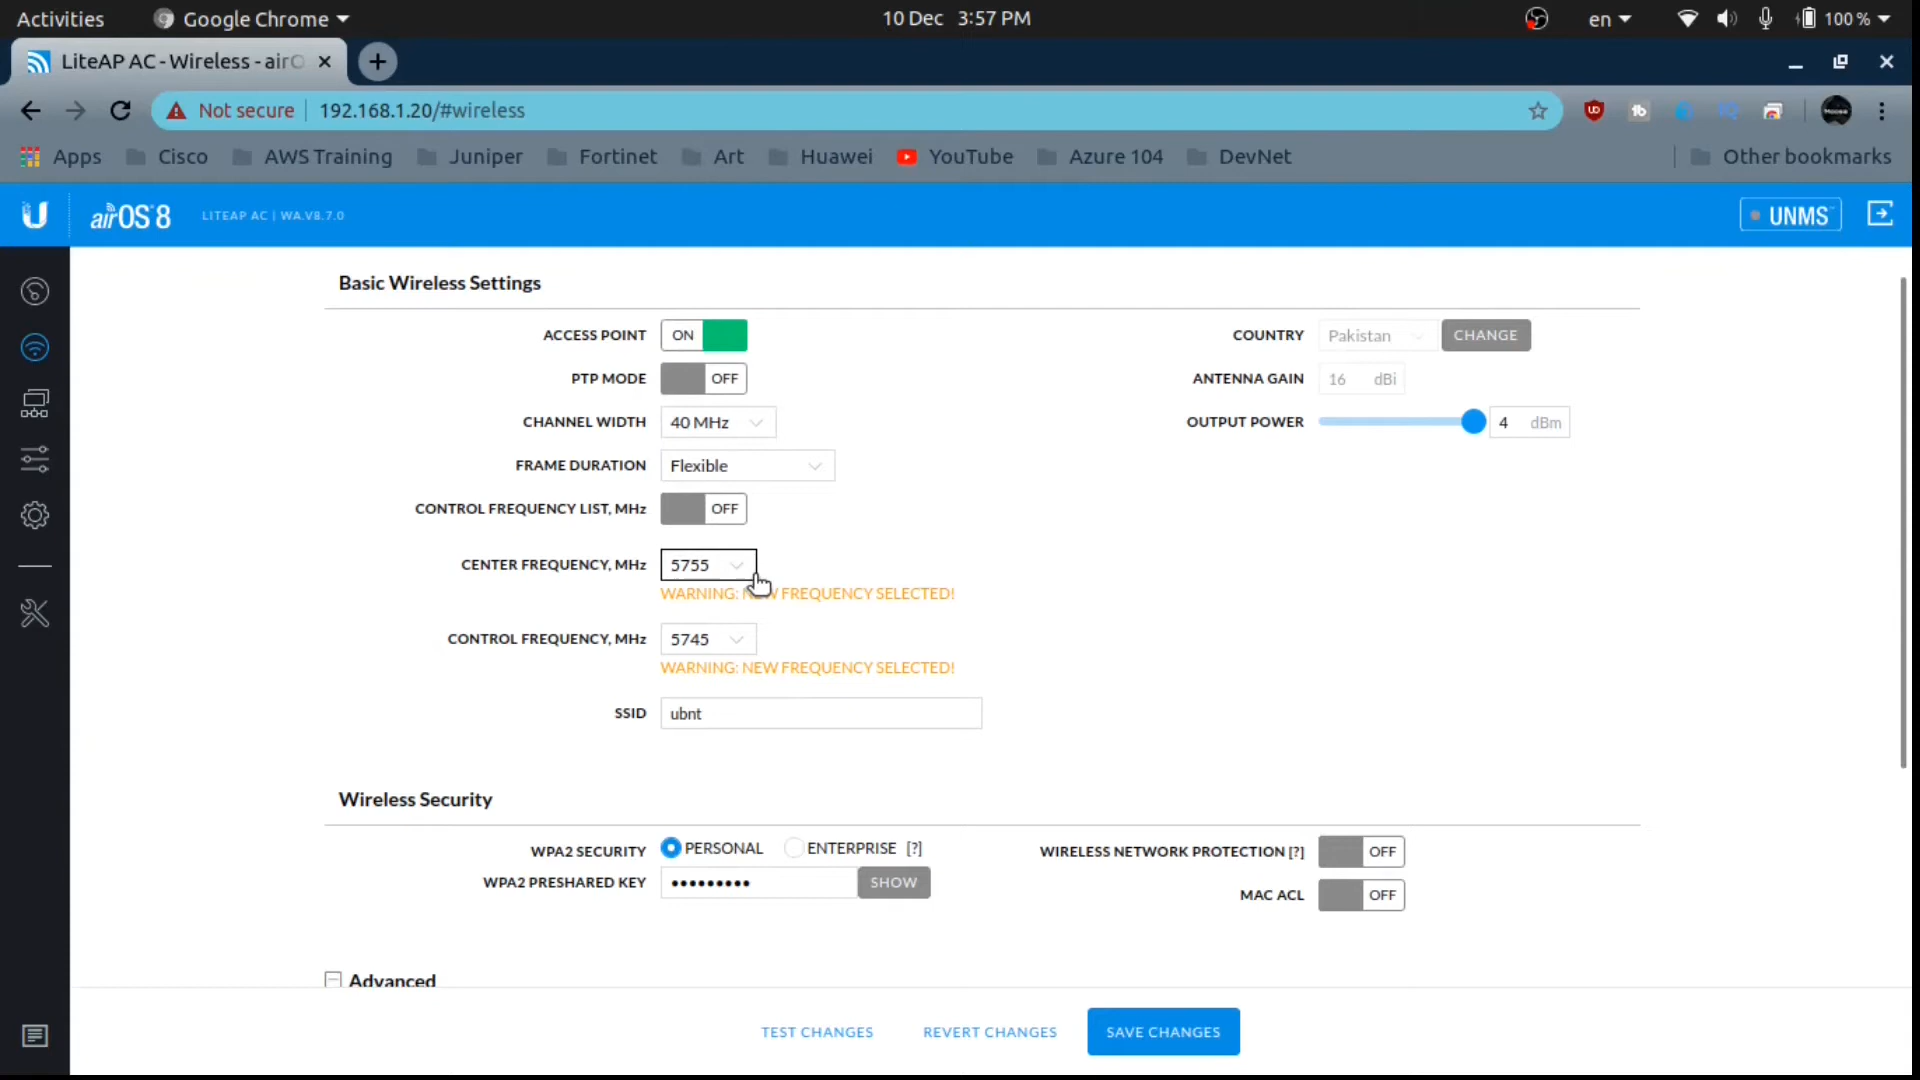 Activities Google Chrome 10 Dec 3:57 PM en 100 %
LiteAP AC - Wireless - airO
Not secure 192.168.1.20/#wireless
Apps Cisco AWS Training Juniper Fortinet Art Huawei YouTube Azure 104 DevNet Other bookmarks
airOS 8 LITEAP AC | WA.V8.7.0 UNMS
Basic Wireless Settings
ACCESS POINT ON COUNTRY Pakistan CHANGE
PTP MODE OFF ANTENNA GAIN 16 dBi
CHANNEL WIDTH 40 MHz OUTPUT POWER 4 dBm
FRAME DURATION Flexible
CONTROL FREQUENCY LIST, MHz OFF
CENTER FREQUENCY, MHz 5755
WARNING: NEW FREQUENCY SELECTED!
CONTROL FREQUENCY, MHz 5745
WARNING: NEW FREQUENCY SELECTED!
SSID ubnt
Wireless Security
WPA2 SECURITY PERSONAL ENTERPRISE [?] WIRELESS NETWORK PROTECTION [?] OFF
WPA2 PRESHARED KEY ••••••••• SHOW
MAC ACL OFF
Advanced
TEST CHANGES REVERT CHANGES SAVE CHANGES